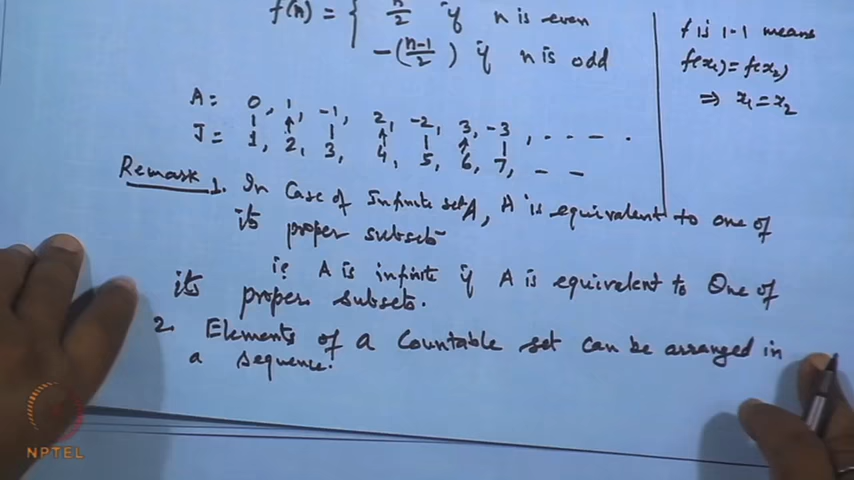 f(n) = { n/2 if n is even
-(n-1/2) if n is odd
f is 1-1 means
f(x₁) = f(x₂)
⇒ x₁ = x₂
A: 0, 1, -1, 2, -2, 3, -3, . . . .
J = 1, 2, 3, 4, 5, 6, 7, - -
Remark 1. In Case of Infinite set A, A is equivalent to one of
its proper subsets
i.e. A is infinite if A is equivalent to One of
its proper subsets.
2. Elements of a Countable set can be arranged in
a sequence.
NPTEL